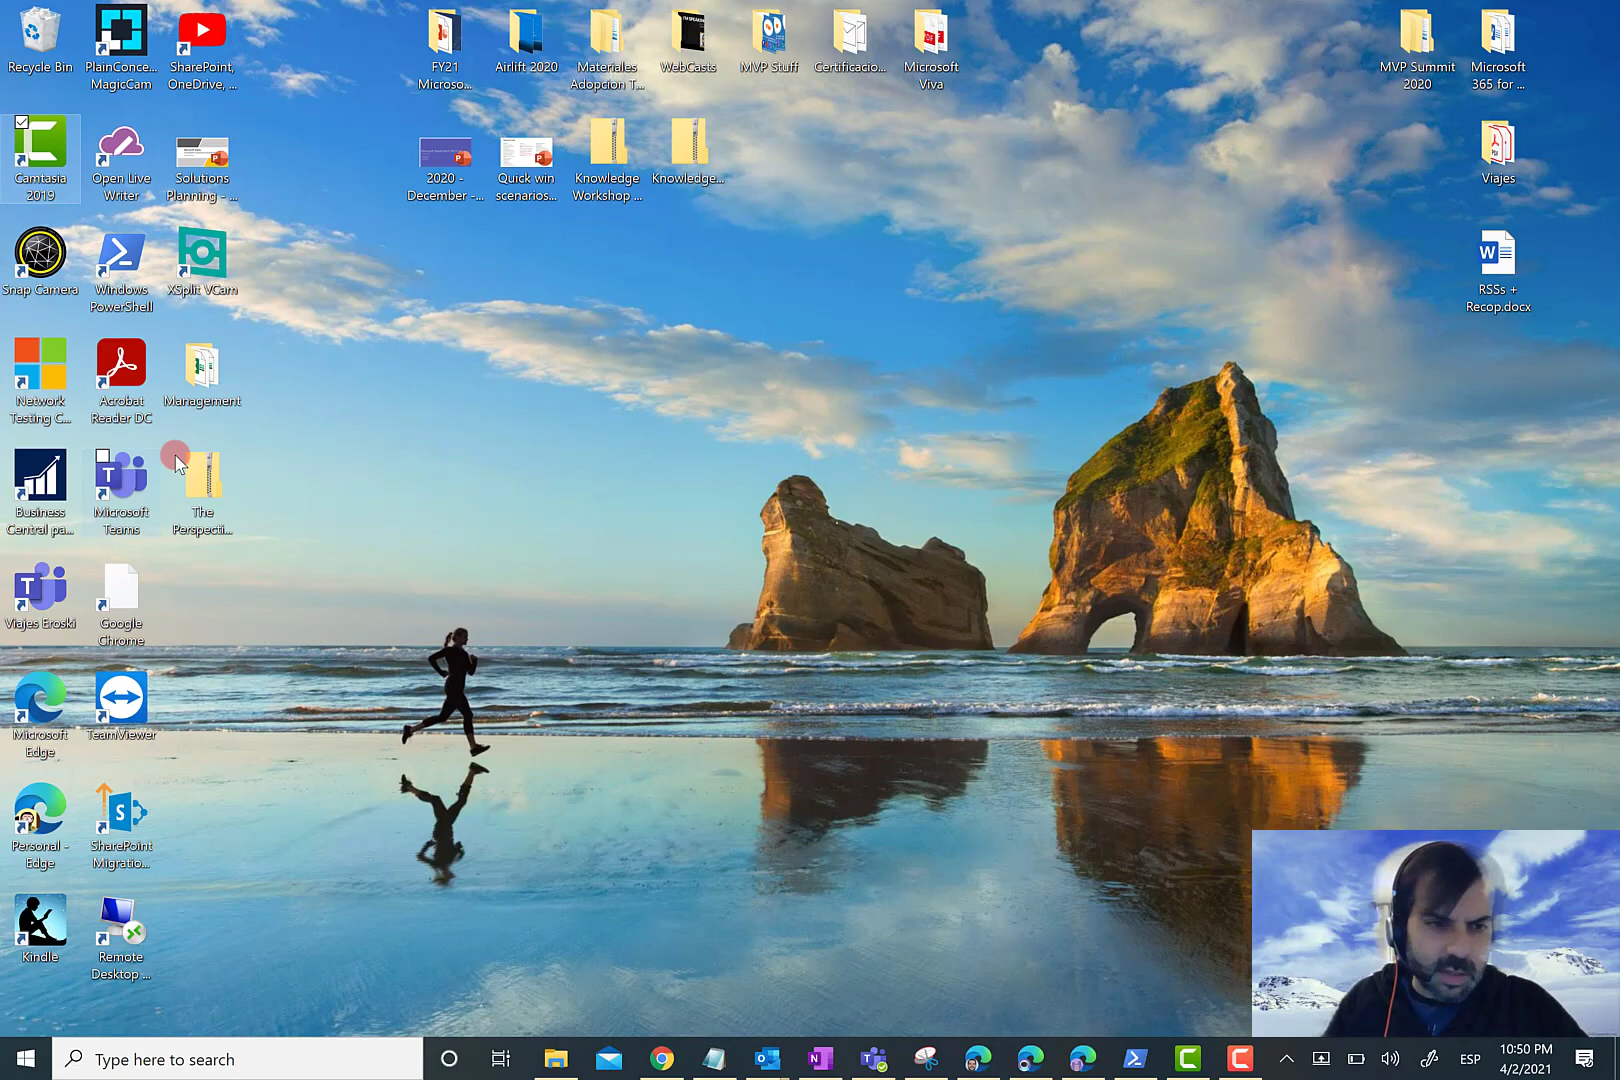 Recycle Bin
PlainConce...
MagicCam
SharePoint,
OneDrive, ...
FY21
Microso...
Airlift 2020
Materiales
Adopcion T...
WebCasts
MVP Stuff
Certificacio...
Microsoft
Viva
MVP Summit
2020
Microsoft
365 for ...
Camtasia
2019
Open Live
Writer
Solutions
Planning - ...
2020 -
December -...
Quick win
scenarios...
Knowledge
Workshop ...
Knowledge...
Viajes
Snap Camera
Windows
PowerShell
XSplit VCam
RSSs +
Recop.docx
Network
Testing C...
Acrobat
Reader DC
Management
Business
Central pa...
Microsoft
Teams
The
Perspecti...
Viajes Eroski
Google
Chrome
Microsoft
Edge
TeamViewer
Personal -
Edge
SharePoint
Migratio...
Kindle
Remote
Desktop ...
Type here to search
ESP
10:50 PM
4/2/2021